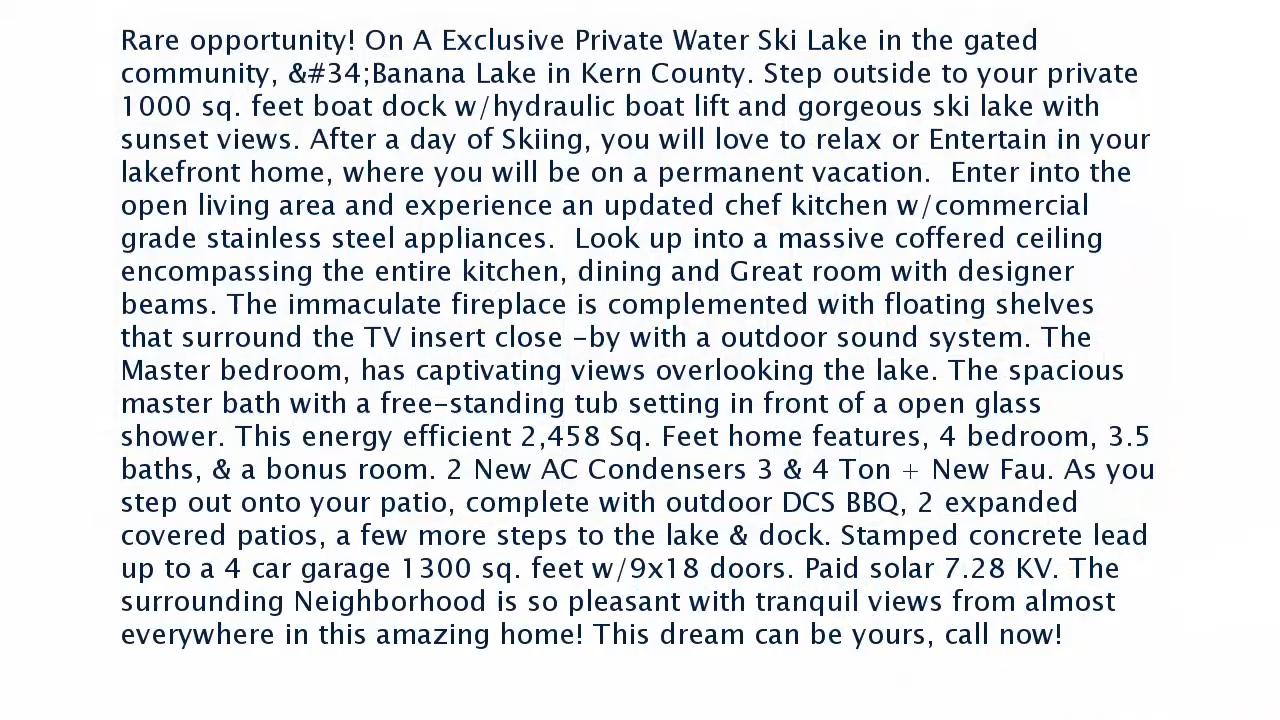 Rare opportunity! On A Exclusive Private Water Ski Lake in the gated
community, &#34;Banana Lake in Kern County. Step outside to your private
1000 sq. feet boat dock w/hydraulic boat lift and gorgeous ski lake with
sunset views. After a day of Skiing, you will love to relax or Entertain in your
lakefront home, where you will be on a permanent vacation.  Enter into the
open living area and experience an updated chef kitchen w/commercial
grade stainless steel appliances.  Look up into a massive coffered ceiling
encompassing the entire kitchen, dining and Great room with designer
beams. The immaculate fireplace is complemented with floating shelves
that surround the TV insert close -by with a outdoor sound system. The
Master bedroom, has captivating views overlooking the lake. The spacious
master bath with a free-standing tub setting in front of a open glass
shower. This energy efficient 2,458 Sq. Feet home features, 4 bedroom, 3.5
baths, & a bonus room. 2 New AC Condensers 3 & 4 Ton + New Fau. As you
step out onto your patio, complete with outdoor DCS BBQ, 2 expanded
covered patios, a few more steps to the lake & dock. Stamped concrete lead
up to a 4 car garage 1300 sq. feet w/9x18 doors. Paid solar 7.28 KV. The
surrounding Neighborhood is so pleasant with tranquil views from almost
everywhere in this amazing home! This dream can be yours, call now!